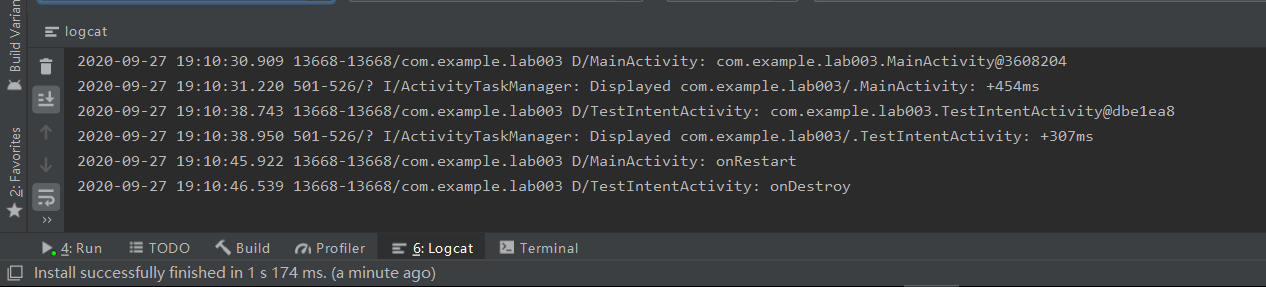 Build Varian
2: Favorites
logcat
2020-09-27 19:10:30.909 13668-13668/com.example.lab003 D/MainActivity: com.example.lab003.MainActivity@3608204
2020-09-27 19:10:31.220 501-526/? I/ActivityTaskManager: Displayed com.example.lab003/.MainActivity: +454ms
2020-09-27 19:10:38.743 13668-13668/com.example.lab003 D/TestIntentActivity: com.example.lab003.TestIntentActivity@dbe1ea8
2020-09-27 19:10:38.950 501-526/? I/ActivityTaskManager: Displayed com.example.lab003/.TestIntentActivity: +307ms
2020-09-27 19:10:45.922 13668-13668/com.example.lab003 D/MainActivity: onRestart
2020-09-27 19:10:46.539 13668-13668/com.example.lab003 D/TestIntentActivity: onDestroy
4: Run TODO Build Profiler 6: Logcat Terminal
Install successfully finished in 1 s 174 ms. (a minute ago)